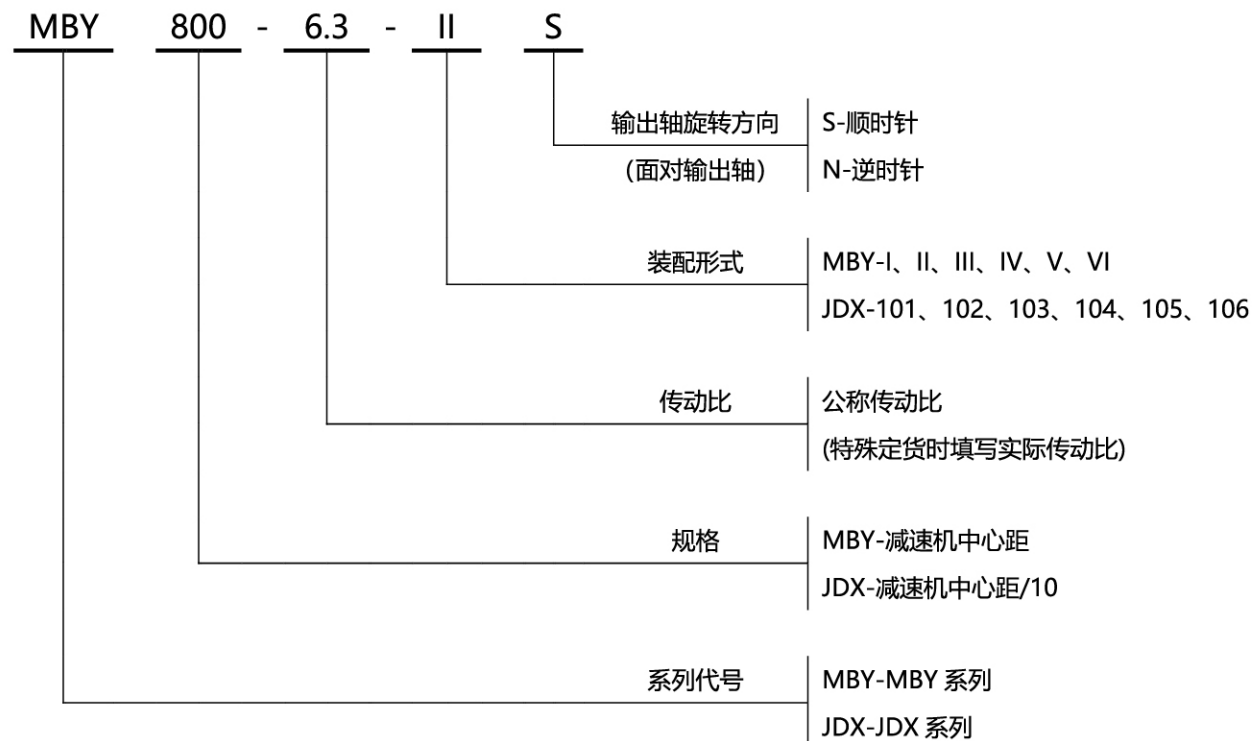 MBY 800 - 6.3 - II S
输出轴旋转方向 S-顺时针
(面对输出轴) N-逆时针
装配形式 MBY-I、II、III、IV、V、VI
JDX-101、102、103、104、105、106
传动比 公称传动比
(特殊定货时填写实际传动比)
规格 MBY-减速机中心距
JDX-减速机中心距/10
系列代号 MBY-MBY 系列
JDX-JDX 系列